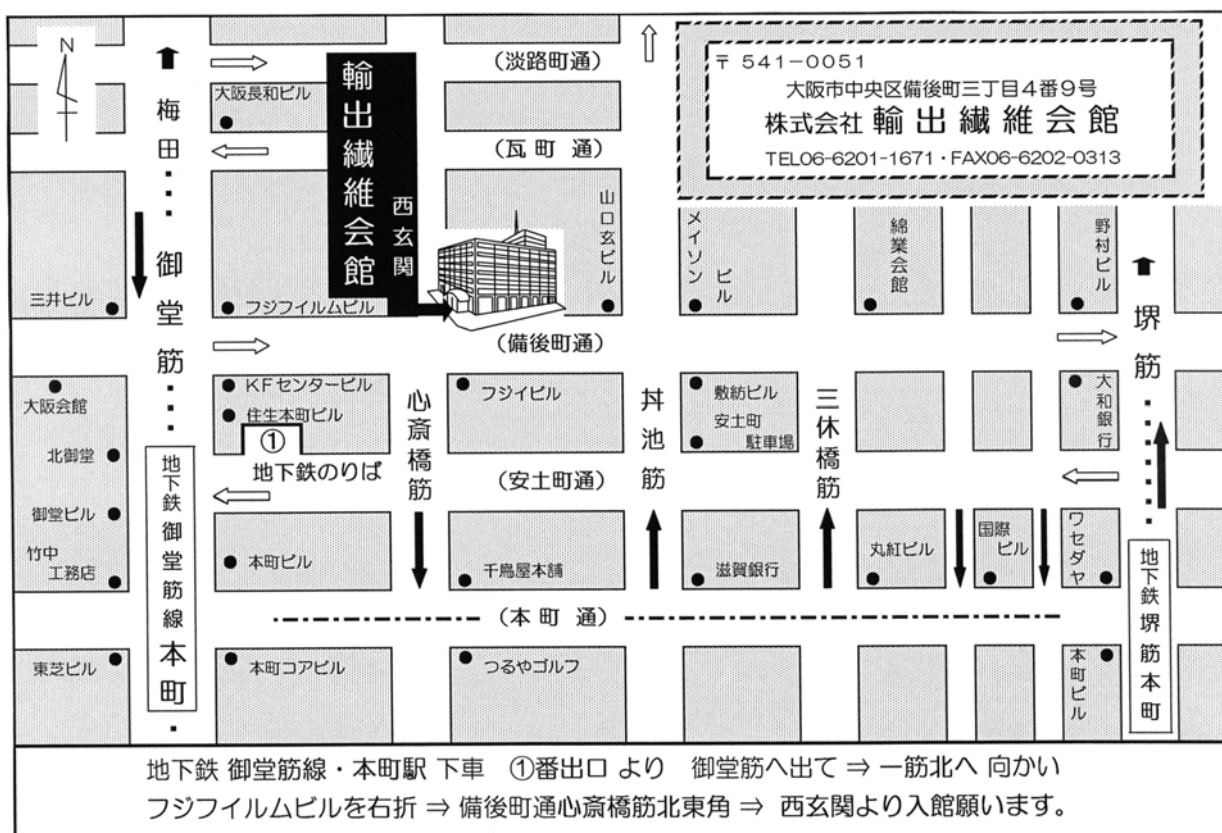 N
梅田
御堂筋
地下鉄 御堂筋線 本町
(淡路町通)
大阪長和ビル
輸出繊維会館
西玄関
(瓦町通)
〒 541-0051
大阪市中央区備後町三丁目4番9号
株式会社 輸出繊維会館
TEL06-6201-1671・FAX06-6202-0313
三井ビル
フジフイルムビル
山口玄ビル
メイソンビル
綿業会館
野村ビル
堺筋
(備後町通)
大阪会館
北御堂
御堂ビル
竹中
工務店
KFセンタービル
住生本町ビル
①
地下鉄のりば
心斎橋筋
フジイビル
(安土町通)
丼池筋
敷紡ビル
安土町
駐車場
三休橋筋
大和銀行
本町ビル
千鳥屋本舗
滋賀銀行
丸紅ビル
国際
ビル
ワセダヤ
地下鉄堺筋本町
(本町通)
東芝ビル
本町コアビル
つるやゴルフ
本町ビル
地下鉄 御堂筋線・本町駅 下車 ①番出口 より 御堂筋へ出て ⇒ 一筋北へ 向かい
フジフイルムビルを右折 ⇒ 備後町通心斎橋筋北東角 ⇒ 西玄関より入館願います。